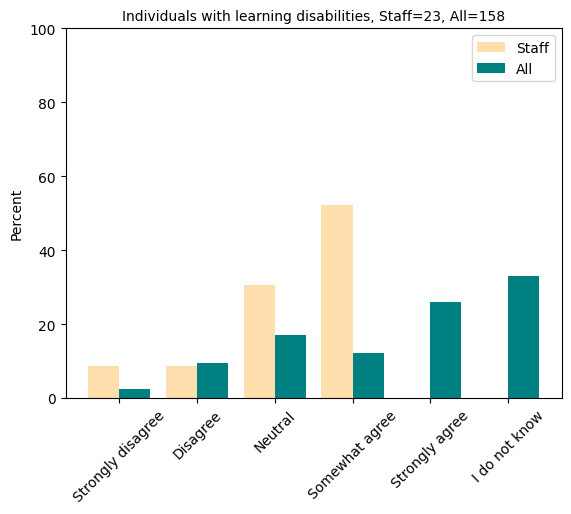 Individuals with learning disabilities, Staff=23, All=158
Staff
All
Percent
100
80
60
40
20
0
Strongly disagree
Disagree
Neutral
Somewhat agree
Strongly agree
I do not know